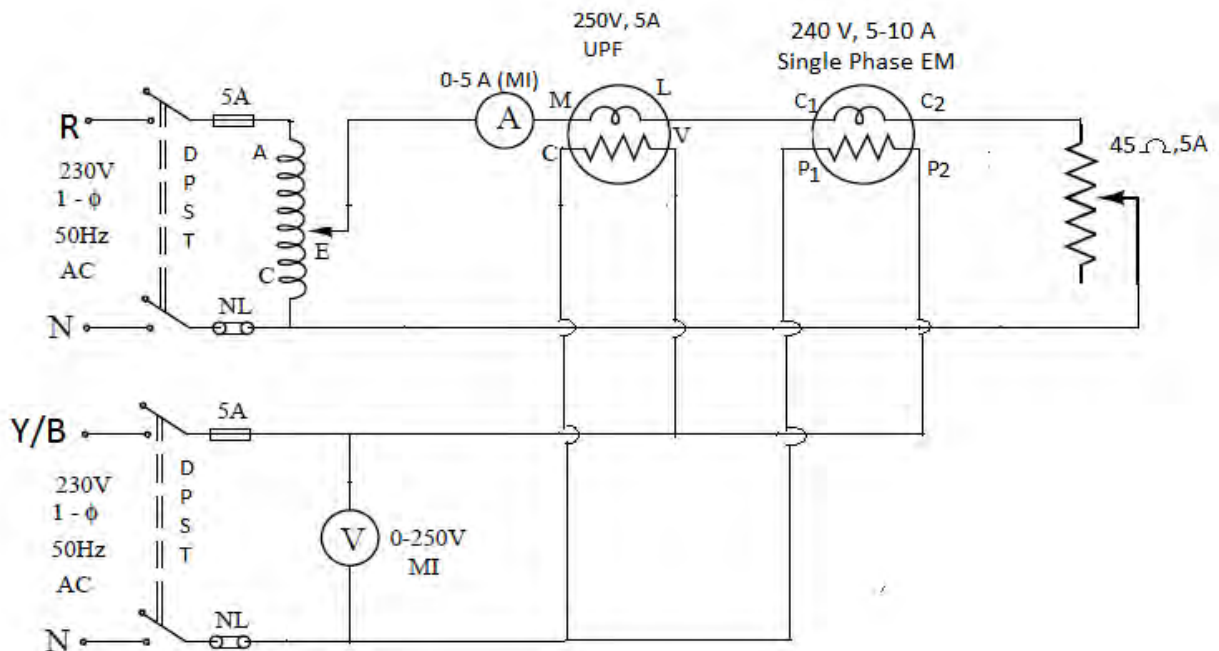 250V, 5A
UPF
240 V, 5-10 A
Single Phase EM
0-5 A (MI)
5A
R
A
D
P
S
T
230V
1 - ϕ
50Hz
AC
E
C
NL
N
A
M
L
C
V
C1
C2
P1
P2
45 Ω,5A
5A
Y/B
D
P
S
T
230V
1 - ϕ
50Hz
AC
V
0-250V
MI
NL
N